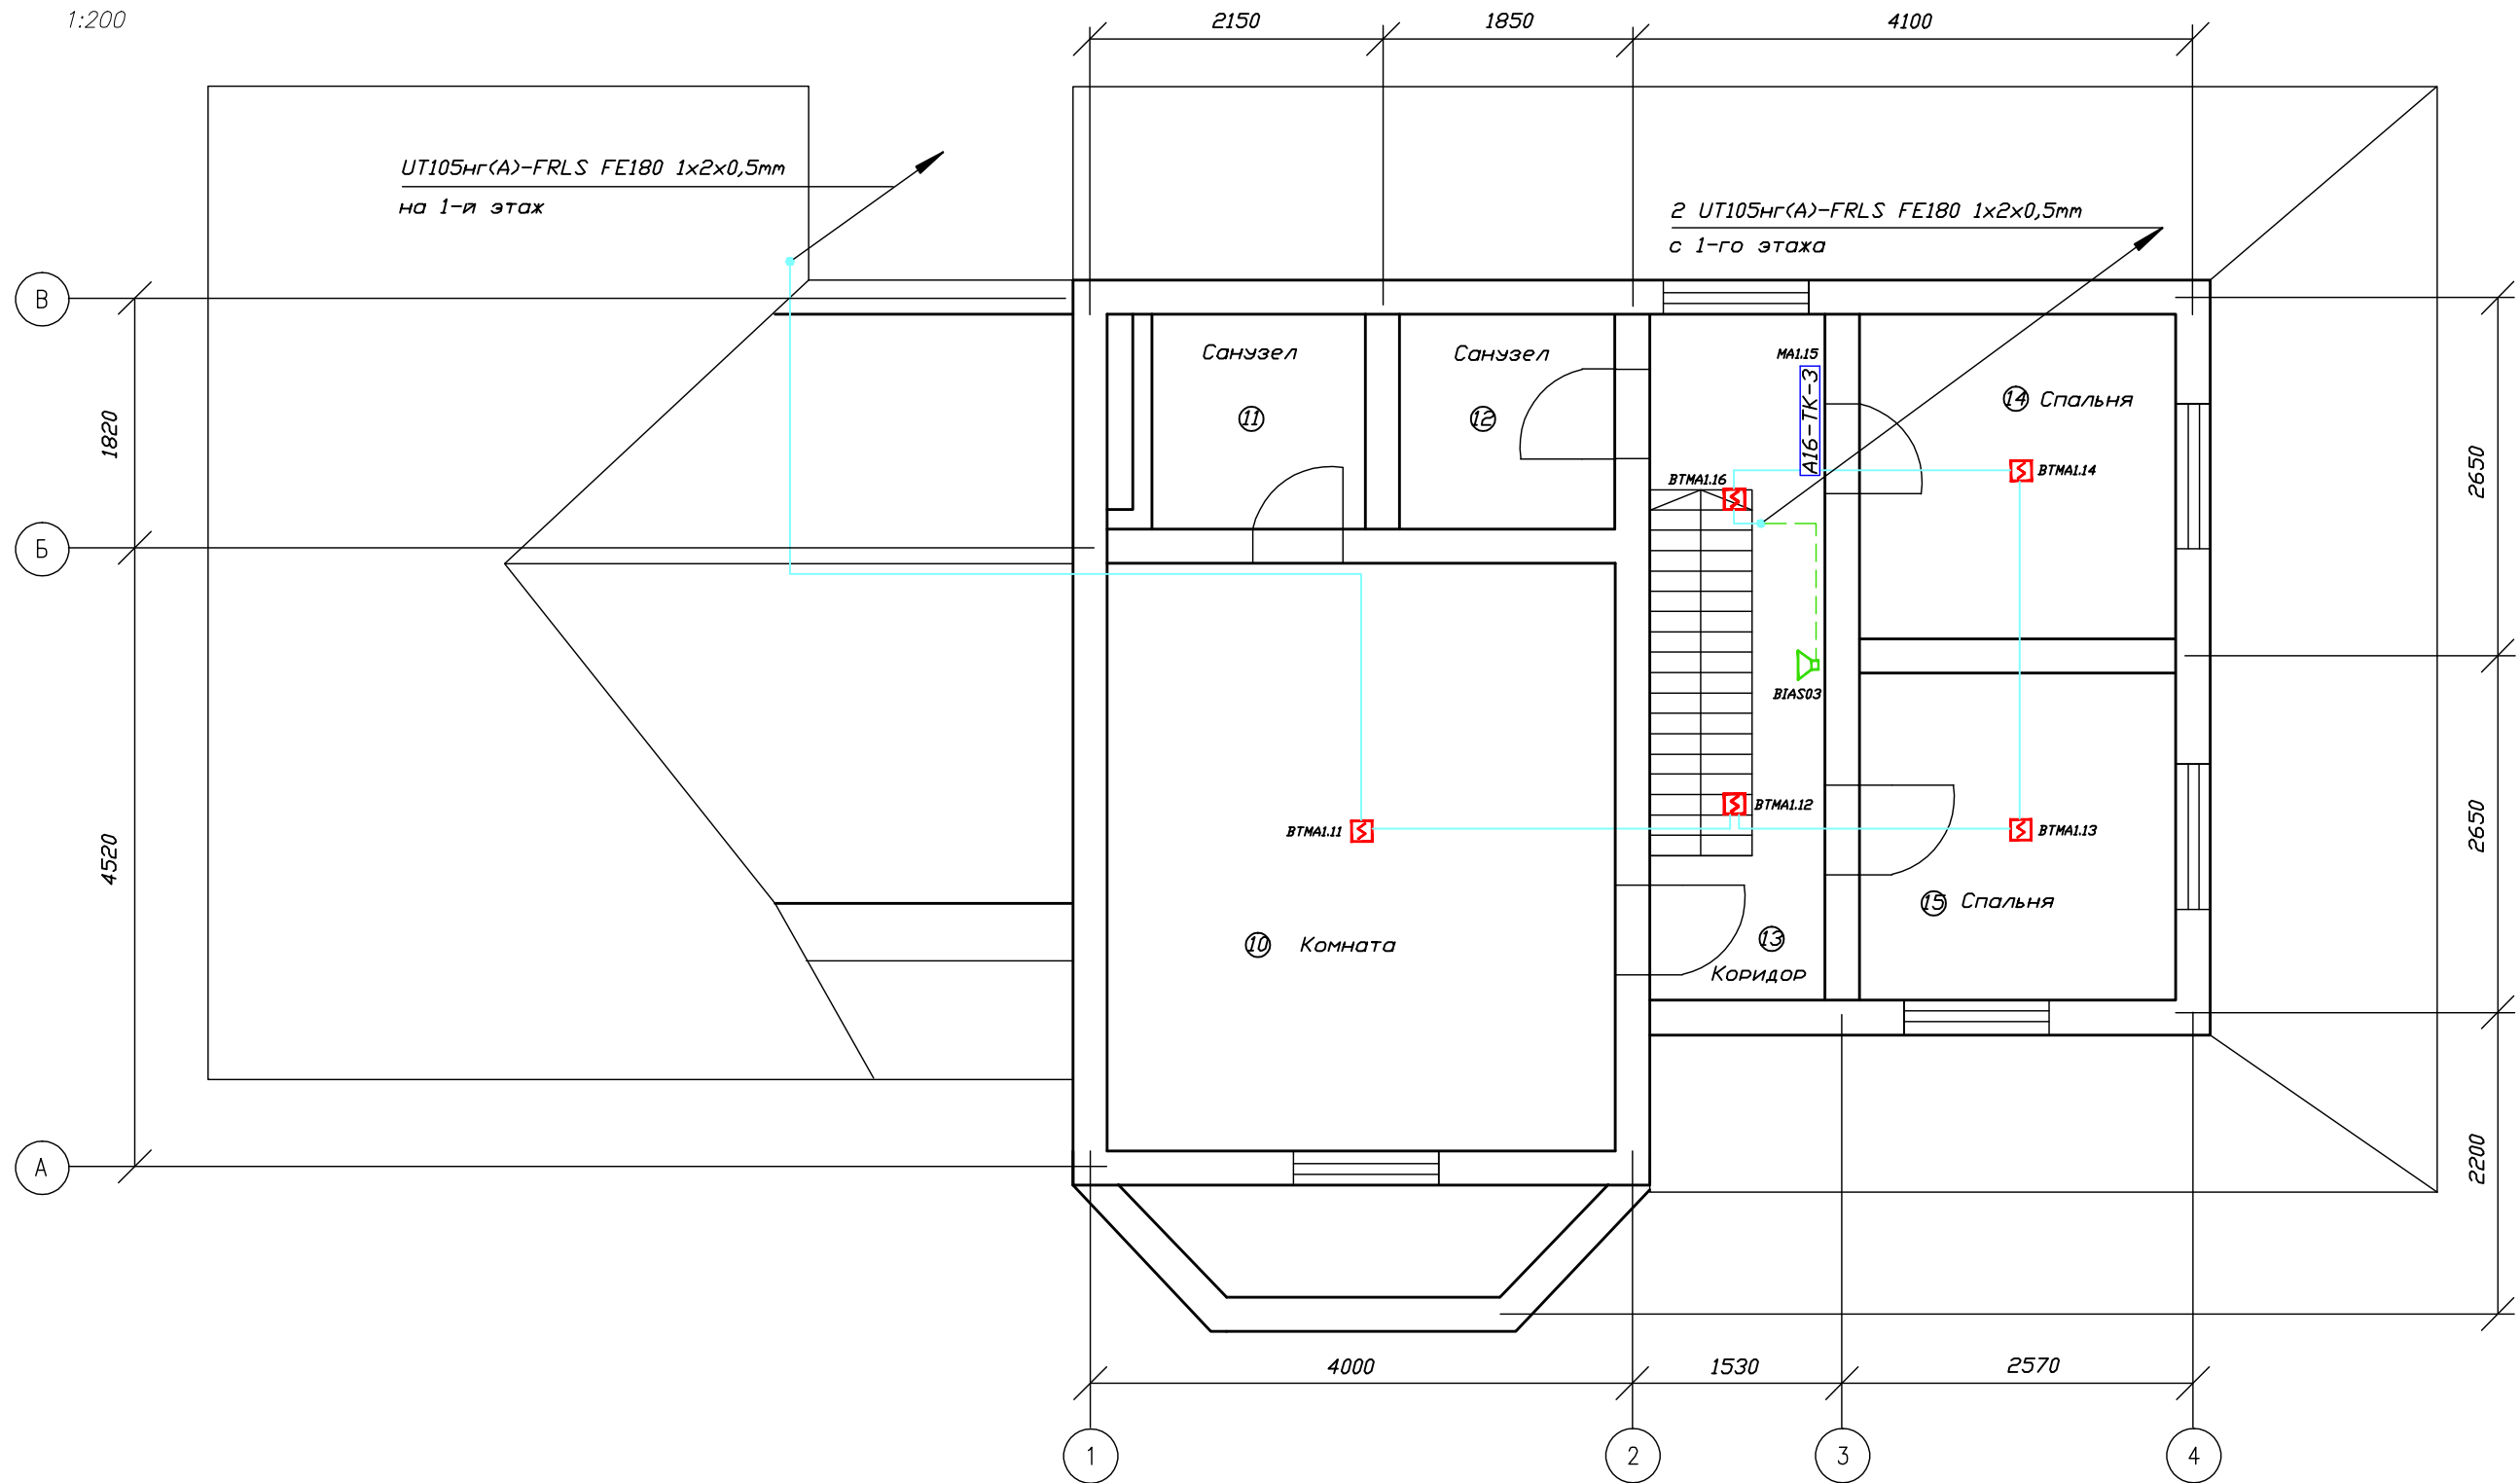 1:200
2150
1850
4100
UT105нг(А)-FRLS FE180 1x2x0,5mm
на 1-й этаж
2 UT105нг(А)-FRLS FE180 1x2x0,5mm
с 1-го этажа
В
Санузел
Санузел
МА1.15
А16-ТК-3
11
12
14 Спальня
1820
2650
BTMA1.16
BTMA1.14
Б
BIAS03
4520
2650
BTMA1.11
BTMA1.12
BTMA1.13
15 Спальня
10 Комната
13
Коридор
А
2200
4000
1530
2570
1
2
3
4